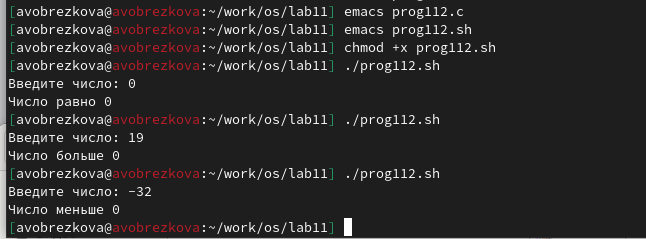 [avobrezkova@avobrezkova:~/work/os/lab11] emacs prog112.c
[avobrezkova@avobrezkova:~/work/os/lab11] emacs prog112.sh
[avobrezkova@avobrezkova:~/work/os/lab11] chmod +x prog112.sh
[avobrezkova@avobrezkova:~/work/os/lab11] ./prog112.sh
Введите число: 0
Число равно 0
[avobrezkova@avobrezkova:~/work/os/lab11] ./prog112.sh
Введите число: 19
Число больше 0
[avobrezkova@avobrezkova:~/work/os/lab11] ./prog112.sh
Введите число: -32
Число меньше 0
[avobrezkova@avobrezkova:~/work/os/lab11]